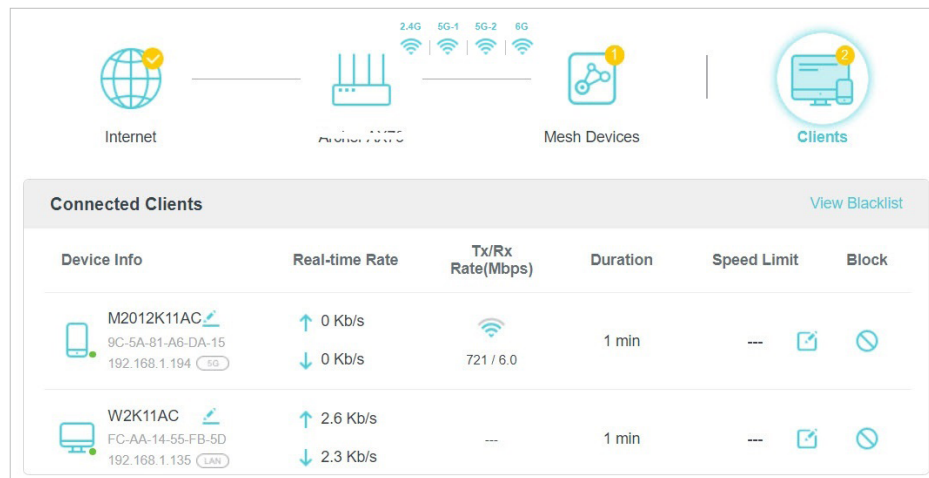 2.4G 5G-1 5G-2 6G
1
2
Internet
Mesh Devices
Clients
Connected Clients
View Blacklist
Device Info
Real-time Rate
Tx/Rx
Rate(Mbps)
Duration
Speed Limit
Block
M2012K11AC
9C-5A-81-A6-DA-15
192.168.1.194 5G
0 Kb/s
0 Kb/s
721 / 6.0
1 min
---
W2K11AC
FC-AA-14-55-FB-5D
192.168.1.135 LAN
2.6 Kb/s
2.3 Kb/s
---
1 min
---